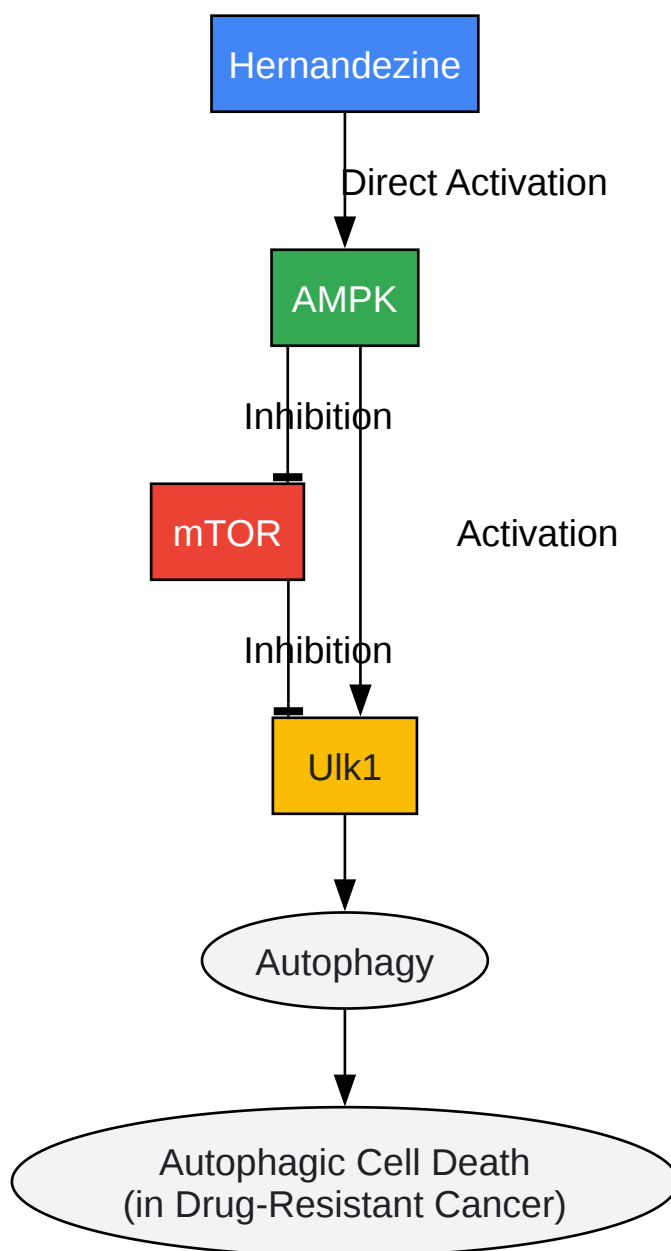 Hernandezine
Direct Activation
AMPK
Inhibition
mTOR
Activation
Inhibition
Ulk1
Autophagy
Autophagic Cell Death
(in Drug-Resistant Cancer)